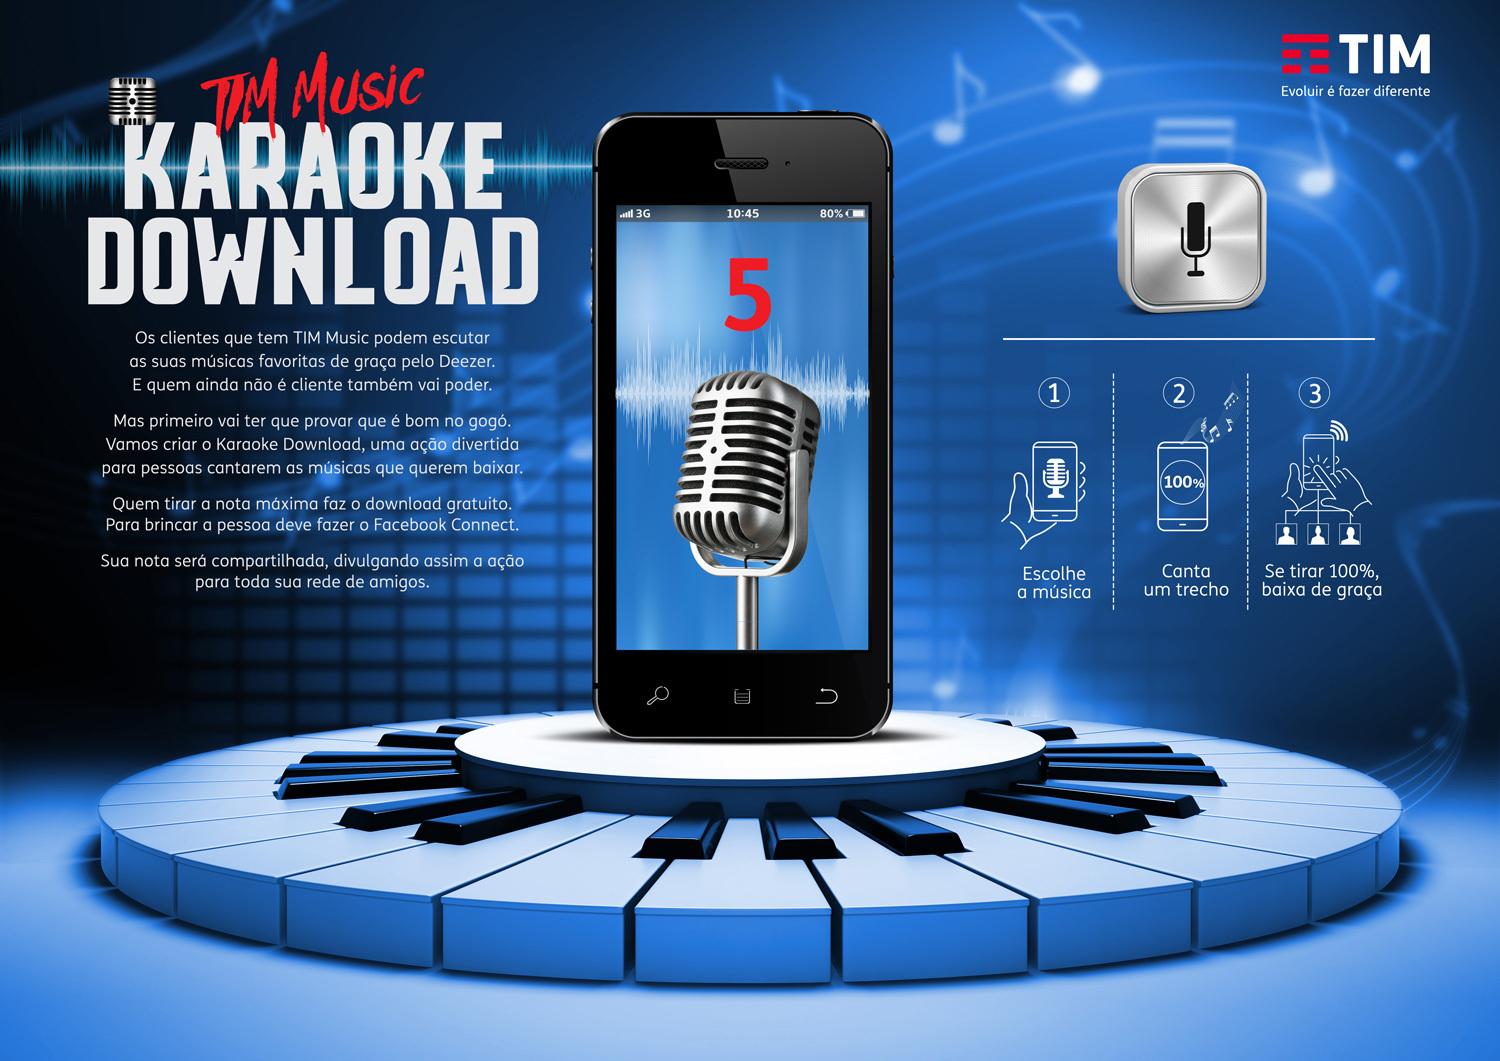 TIM Music
KARAOKE
DOWNLOAD
Os clientes que tem TIM Music podem escutar
as suas músicas favoritas de graça pelo Deezer.
E quem ainda não é cliente também vai poder.
Mas primeiro vai ter que provar que é bom no gogó.
Vamos criar o Karaoke Download, uma ação divertida
para pessoas cantarem as músicas que querem baixar.
Quem tirar a nota máxima faz o download gratuito.
Para brincar a pessoa deve fazer o Facebook Connect.
Sua nota será compartilhada, divulgando assim a ação
para toda sua rede de amigos.
3G 10:45 80%
5
TIM
Evoluir é fazer diferente
1
Escolhe
a música
2
100%
Canta
um trecho
3
Se tirar 100%,
baixa de graça